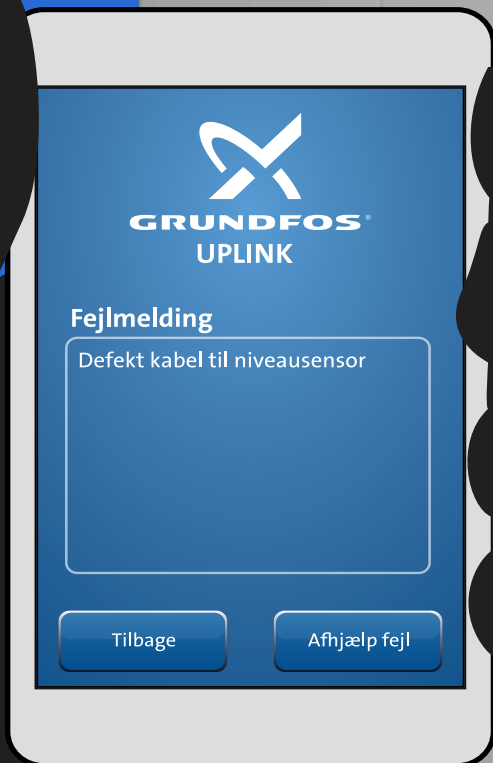 GRUNDFOS®
UPLINK
Fejlmelding
Defekt kabel til niveausensor
Tilbage
Afhjælp fejl